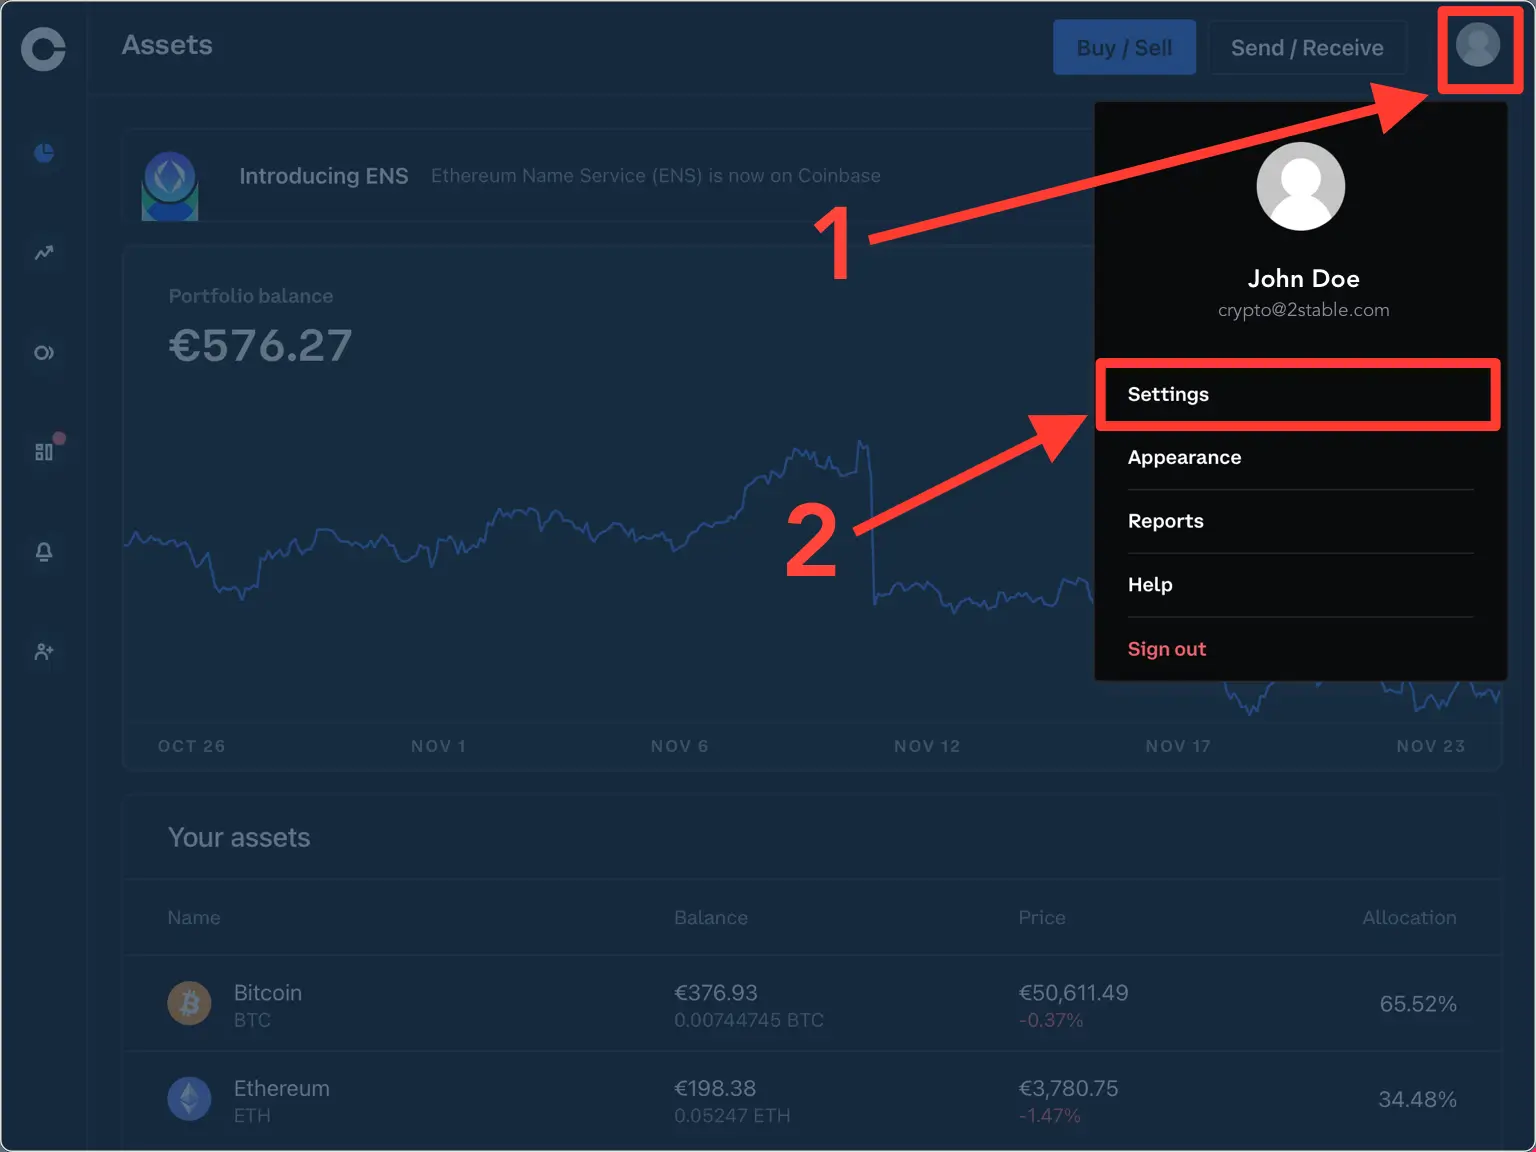 Assets
Buy / Sell
Send / Receive
Introducing ENS
Ethereum Name Service (ENS) is now on Coinbase
1
John Doe
crypto@2stable.com
Portfolio balance
€576.27
Settings
Appearance
2
Reports
Help
Sign out
OCT 26
NOV 1
NOV 6
NOV 12
NOV 17
NOV 23
Your assets
Name
Balance
Price
Allocation
Bitcoin
BTC
€376.93
0.00744745 BTC
€50,611.49
-0.37%
65.52%
Ethereum
ETH
€198.38
0.05247 ETH
€3,780.75
-1.47%
34.48%